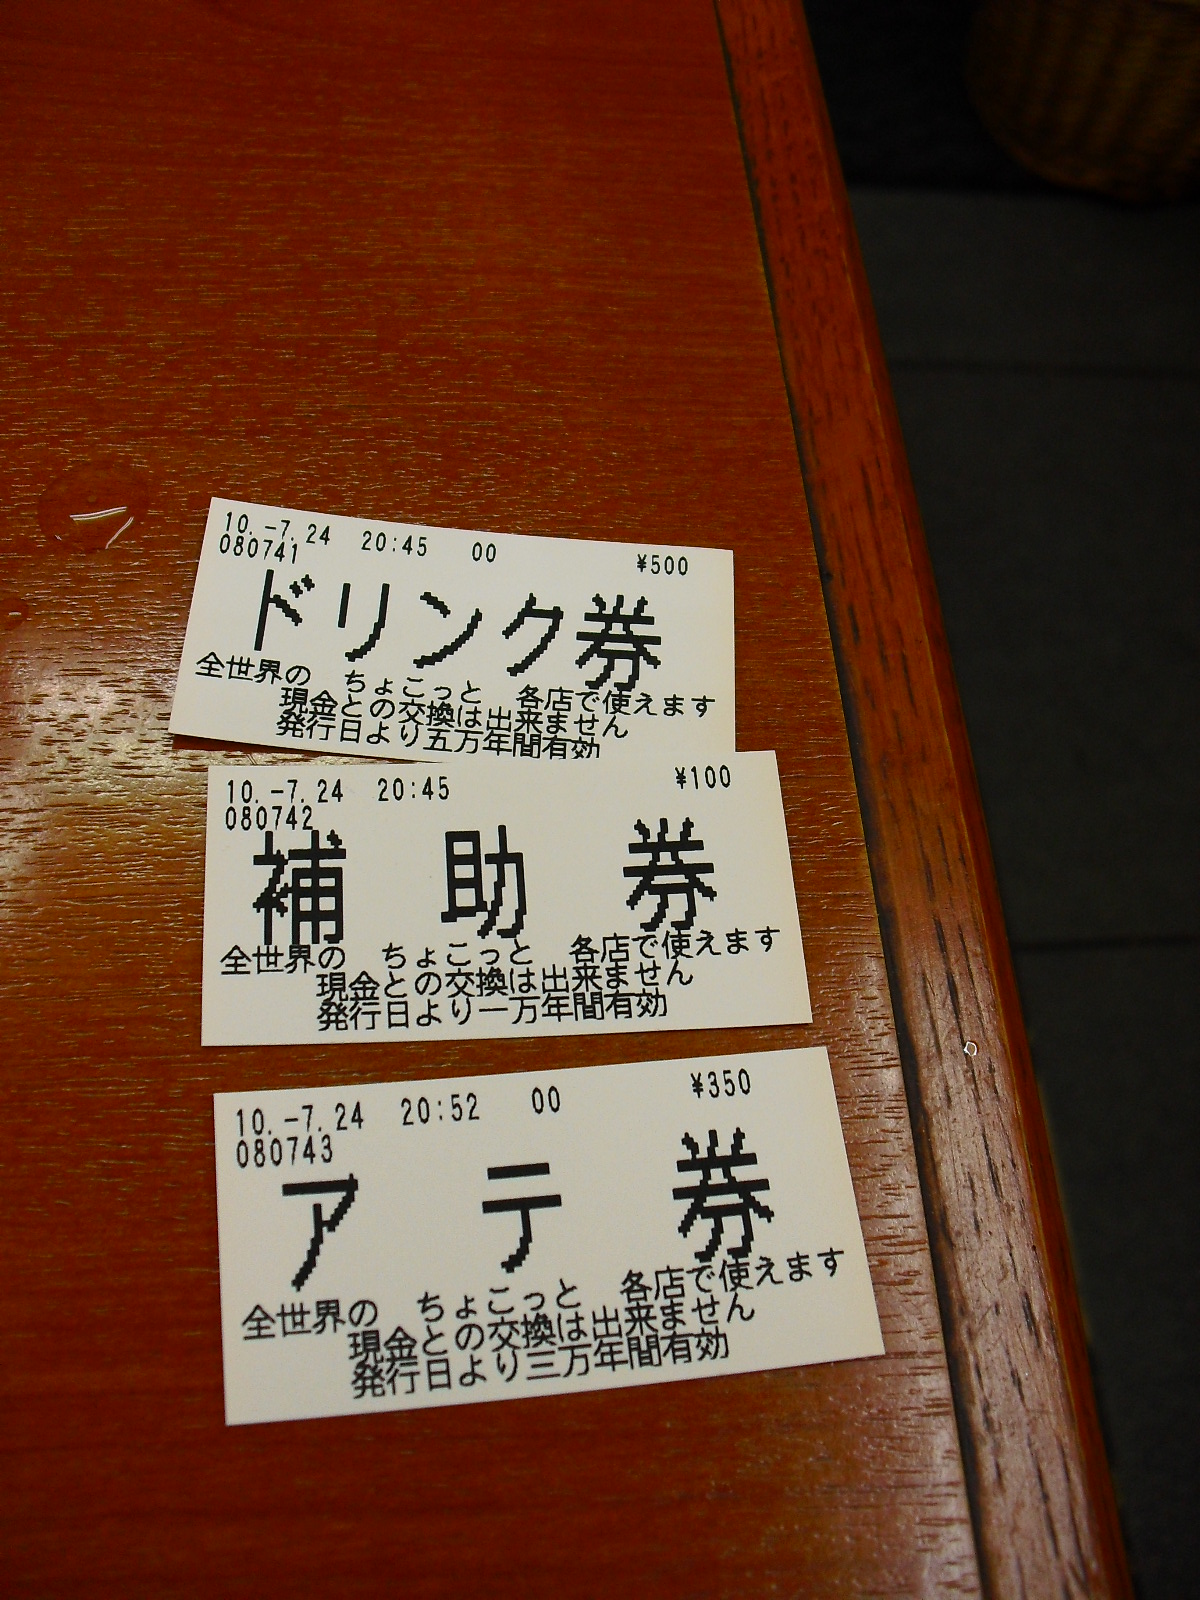 10.-7.24 20:45 00 ¥500
080741
ドリンク券
全世界の ちょこっと 各店で使えます
現金との交換は出来ません
発行日より五万年間有効
10.-7.24 20:45 ¥100
080742
補助券
全世界の ちょこっと 各店で使えます
現金との交換は出来ません
発行日より一万年間有効
10.-7.24 20:52 00 ¥350
080743
アテ券
全世界の ちょこっと 各店で使えます
現金との交換は出来ません
発行日より三万年間有効